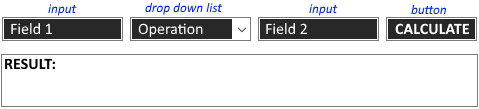 input drop down list input button
Field 1 Operation Field 2 CALCULATE
RESULT: